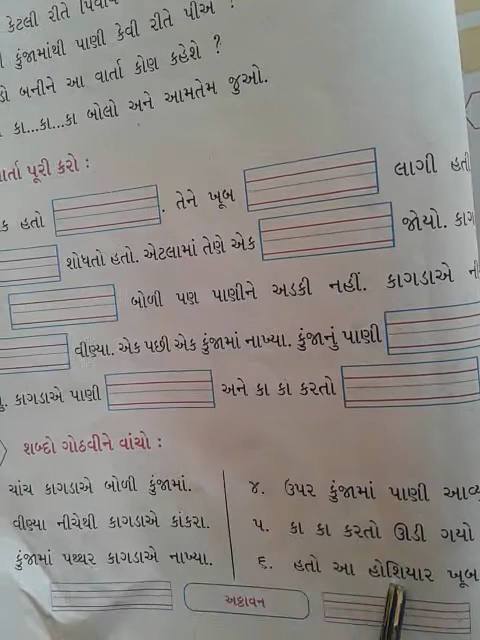 કેટલી રીતે પિવાય
કુંજામાંથી પાણી કેવી રીતે પીએ ?
બનીને આ વાર્તા કોણ કહેશે ?
કા...કા...કા બોલો અને આમતેમ જુઓ.
પૂરી કરો :
હતો . તેને ખૂબ લાગી હતી
શોધતો હતો. એટલામાં તેણે એક જોયો. કાગ
બોળી પણ પાણીને અડકી નહીં. કાગડાએ ની
વીણ્યા. એક પછી એક કુંજામાં નાખ્યા. કુંજાનું પાણી
કાગડાએ પાણી અને કા કા કરતો
શબ્દો ગોઠવીને વાંચો :
ચાંચ કાગડાએ બોળી કુંજામાં.
વીણ્યા નીચેથી કાગડાએ કાંકરા.
કુંજામાં પથ્થર કાગડાએ નાખ્યા.
૪. ઉપર કુંજામાં પાણી આવ્ય
૫. કા કા કરતો ઊડી ગયો
૬. હતો આ હોશિયાર ખૂબ
અઠ્ઠાવન